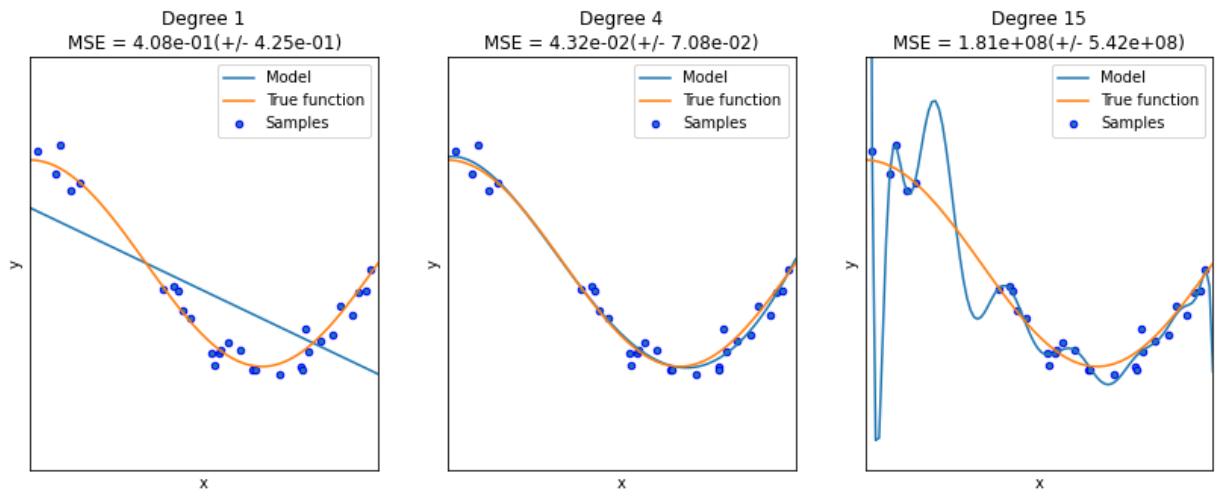 Degree 1
MSE = 4.08e-01(+/- 4.25e-01)
Model
True function
Samples
y
x
Degree 4
MSE = 4.32e-02(+/- 7.08e-02)
Model
True function
Samples
y
x
Degree 15
MSE = 1.81e+08(+/- 5.42e+08)
Model
True function
Samples
y
x